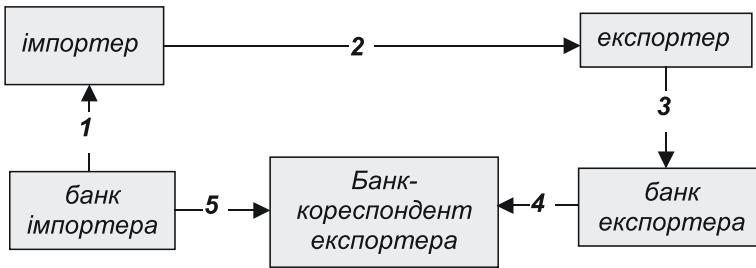 імпортер
2
експортер
1
3
банк
імпортера
5
Банк-
кореспондент
експортера
4
банк
експортера